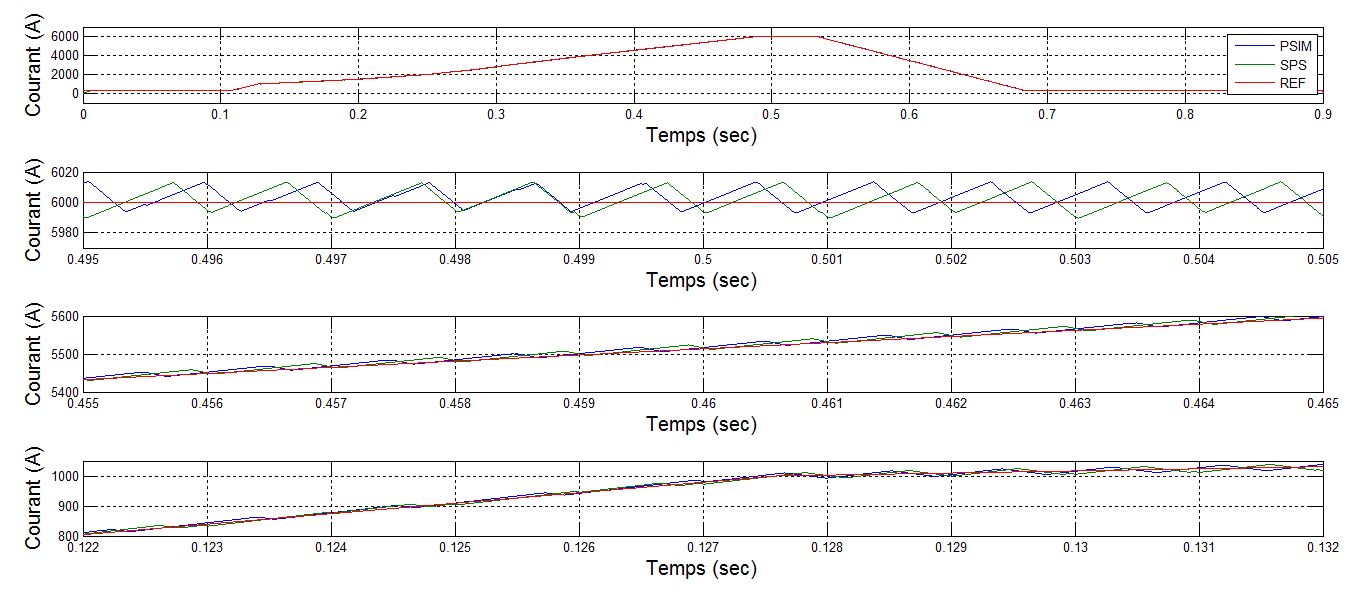 Courant (A)
6000
4000
2000
0
PSIM
SPS
REF
0 0.1 0.2 0.3 0.4 0.5 0.6 0.7 0.8 0.9
Temps (sec)
Courant (A)
6020
6000
5980
0.495 0.496 0.497 0.498 0.499 0.5 0.501 0.502 0.503 0.504 0.505
Temps (sec)
Courant (A)
5600
5500
5400
0.455 0.456 0.457 0.458 0.459 0.46 0.461 0.462 0.463 0.464 0.465
Temps (sec)
Courant (A)
1000
900
800
0.122 0.123 0.124 0.125 0.126 0.127 0.128 0.129 0.13 0.131 0.132
Temps (sec)